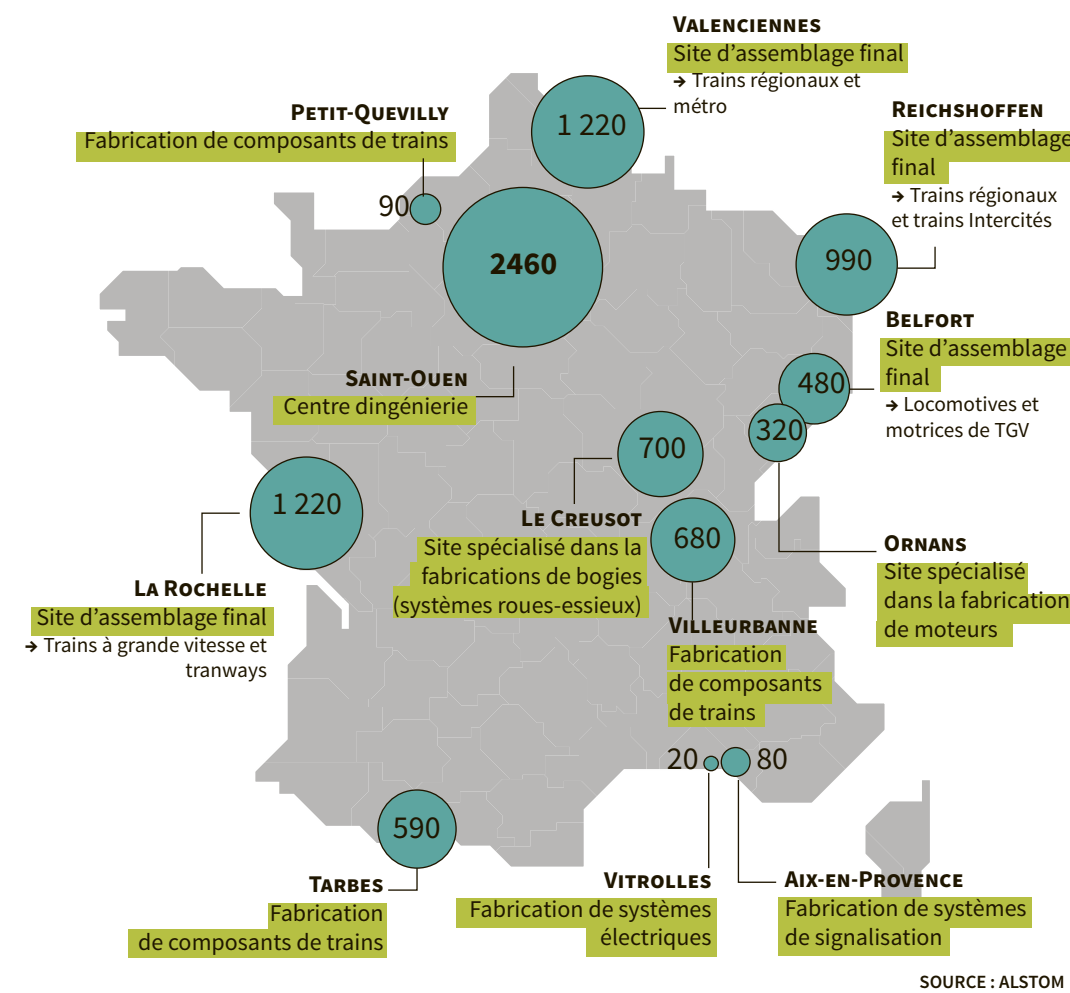 VALENCIENNES
Site d'assemblage final
→ Trains régionaux et
métro
1 220
PETIT-QUEVILLY
Fabrication de composants de trains
90
REICHSHOFFEN
Site d'assemblage
final
→ Trains régionaux
et trains Intercités
990
2460
SAINT-OUEN
Centre dingénierie
BELFORT
Site d'assemblage
final
→ Locomotives et
motrices de TGV
480
320
700
LE CREUSOT
Site spécialisé dans la
fabrications de bogies
(systèmes roues-essieux)
1 220
LA ROCHELLE
Site d'assemblage final
→ Trains à grande vitesse et
tranways
680
VILLEURBANNE
Fabrication
de composants
de trains
ORNANS
Site spécialisé
dans la fabrication
de moteurs
20
80
590
TARBES
Fabrication
de composants de trains
VITROLLES
Fabrication de systèmes
électriques
AIX-EN-PROVENCE
Fabrication de systèmes
de signalisation
SOURCE : ALSTOM